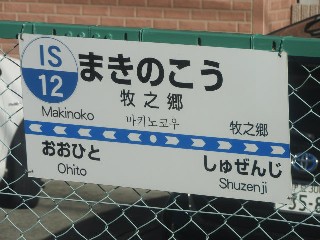 IS
12
まきのこう
牧之郷
Makinoko
마키노코우
牧之郷
おおひと
しゅぜんじ
Ohito
Shuzenji